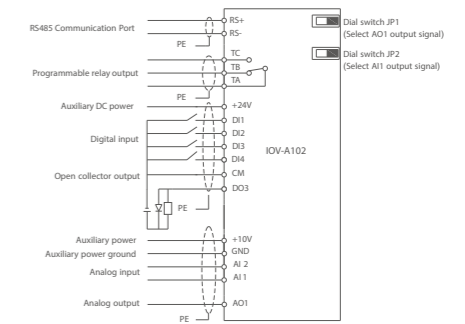 RS485 Communication Port
RS+
RS-
PE
Dial switch JP1
(Select AO1 output signal)
Dial switch JP2
(Select AI1 output signal)
TC
Programmable relay output
TB
TA
PE
Auxiliary DC power
+24V
DI1
Digital input
DI2
DI3
IOV-A102
DI4
Open collector output
CM
DO3
PE
Auxiliary power
+10V
Auxiliary power ground
GND
Analog input
AI 2
AI 1
Analog output
AO1
PE